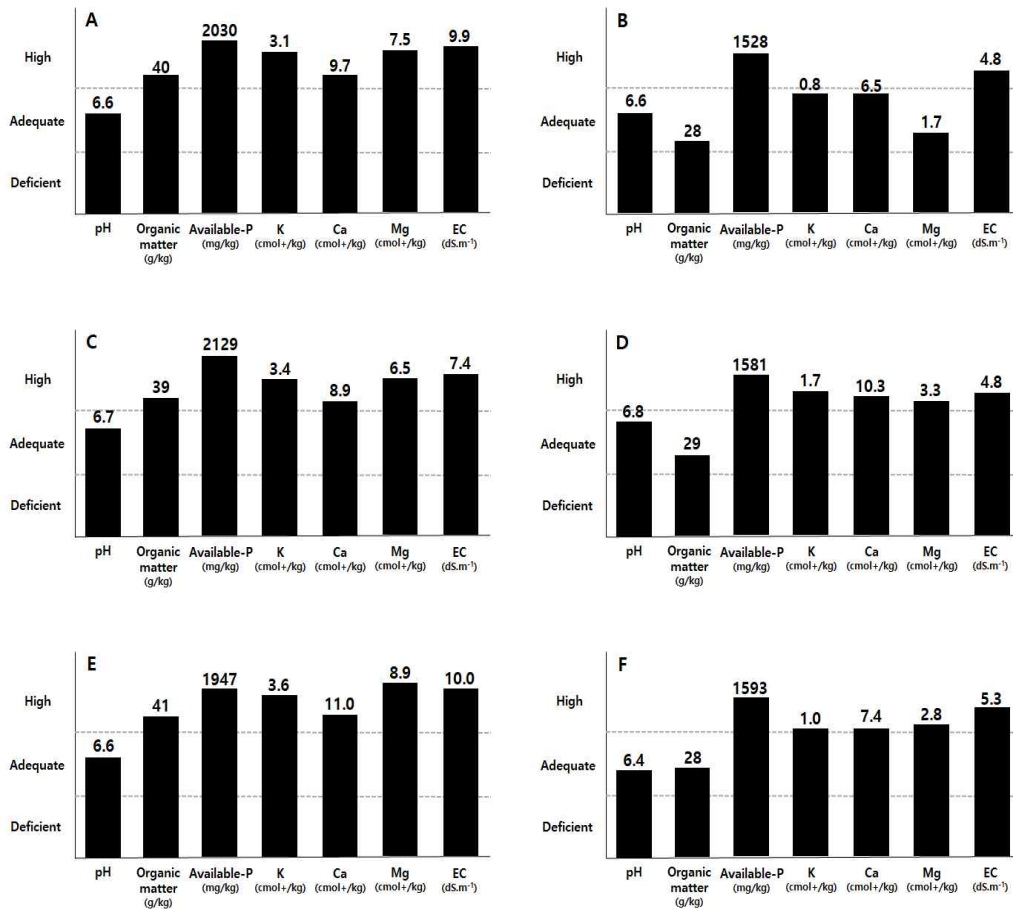 A
High
Adequate
Deficient
6.6
40
2030
3.1
9.7
7.5
9.9
pH
Organic matter (g/kg)
Available-P (mg/kg)
K (cmol+/kg)
Ca (cmol+/kg)
Mg (cmol+/kg)
EC (dS.m⁻¹)
B
High
Adequate
Deficient
6.6
28
1528
0.8
6.5
1.7
4.8
pH
Organic matter (g/kg)
Available-P (mg/kg)
K (cmol+/kg)
Ca (cmol+/kg)
Mg (cmol+/kg)
EC (dS.m⁻¹)
C
High
Adequate
Deficient
6.7
39
2129
3.4
8.9
6.5
7.4
pH
Organic matter (g/kg)
Available-P (mg/kg)
K (cmol+/kg)
Ca (cmol+/kg)
Mg (cmol+/kg)
EC (dS.m⁻¹)
D
High
Adequate
Deficient
6.8
29
1581
1.7
10.3
3.3
4.8
pH
Organic matter (g/kg)
Available-P (mg/kg)
K (cmol+/kg)
Ca (cmol+/kg)
Mg (cmol+/kg)
EC (dS.m⁻¹)
E
High
Adequate
Deficient
6.6
41
1947
3.6
11.0
8.9
10.0
pH
Organic matter (g/kg)
Available-P (mg/kg)
K (cmol+/kg)
Ca (cmol+/kg)
Mg (cmol+/kg)
EC (dS.m⁻¹)
F
High
Adequate
Deficient
6.4
28
1593
1.0
7.4
2.8
5.3
pH
Organic matter (g/kg)
Available-P (mg/kg)
K (cmol+/kg)
Ca (cmol+/kg)
Mg (cmol+/kg)
EC (dS.m⁻¹)